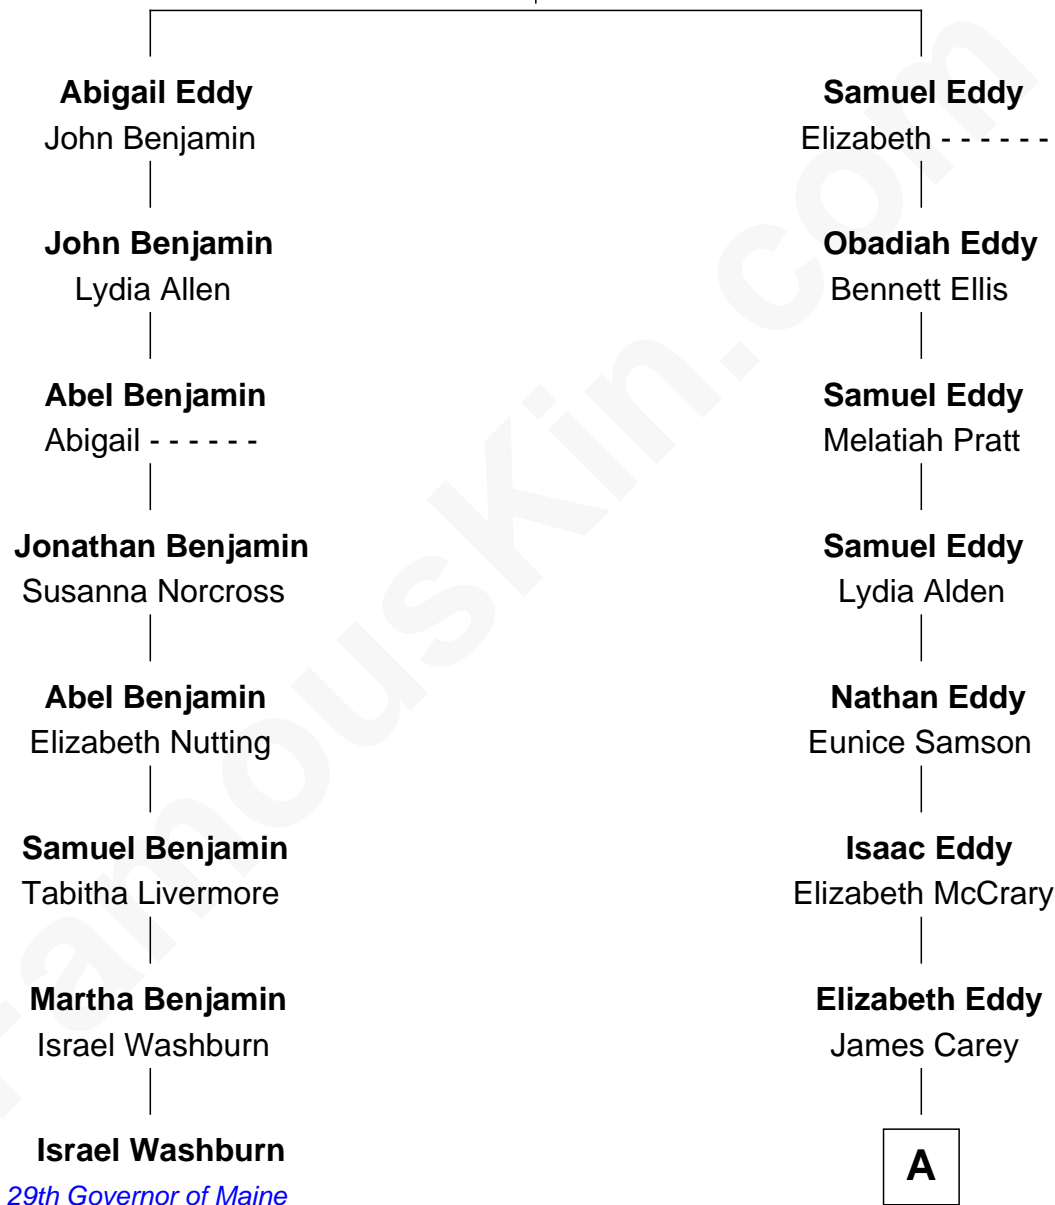 Abigail Eddy
John Benjamin
John Benjamin
Lydia Allen
Abel Benjamin
Abigail - - - - - -
Jonathan Benjamin
Susanna Norcross
Abel Benjamin
Elizabeth Nutting
Samuel Benjamin
Tabitha Livermore
Martha Benjamin
Israel Washburn
Israel Washburn
29th Governor of Maine
Samuel Eddy
Elizabeth - - - - - -
Obadiah Eddy
Bennett Ellis
Samuel Eddy
Melatiah Pratt
Samuel Eddy
Lydia Alden
Nathan Eddy
Eunice Samson
Isaac Eddy
Elizabeth McCrary
Elizabeth Eddy
James Carey
A
FamousKin.com